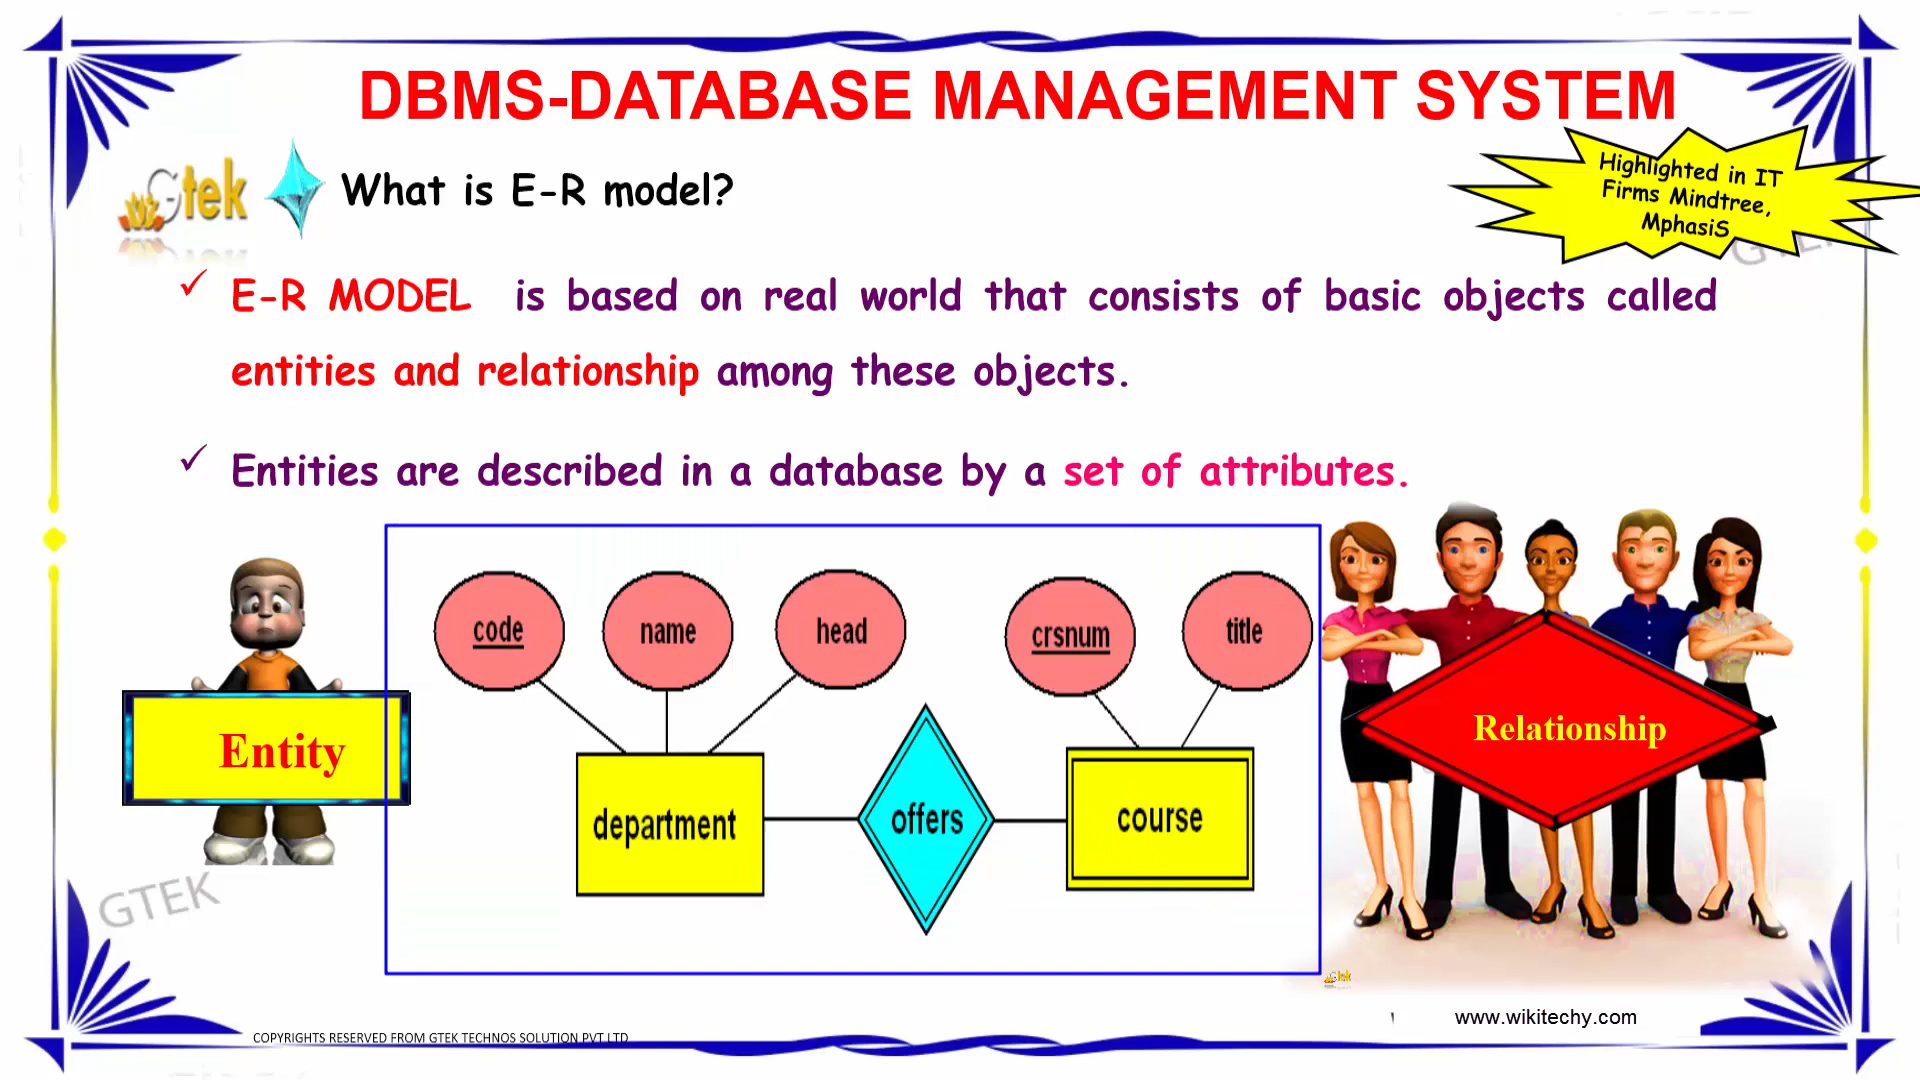 DBMS-DATABASE MANAGEMENT SYSTEM
Gtek
What is E-R model?
Highlighted in IT
Firms Mindtree,
MphasiS
GTEK
E-R MODEL is based on real world that consists of basic objects called
entities and relationship among these objects.
Entities are described in a database by a set of attributes.
code
name
head
crsnum
title
Entity
department
offers
course
Relationship
GTEK
Gtek
www.wikitechy.com
COPYRIGHTS RESERVED FROM GTEK TECHNOS SOLUTION PVT LTD